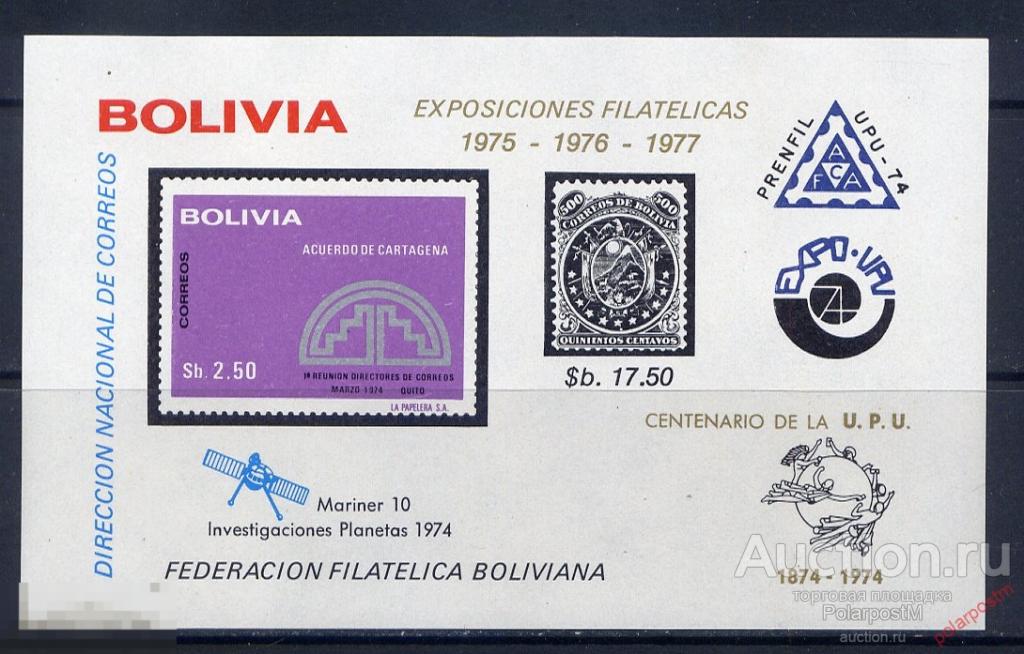 BOLIVIA
EXPOSICIONES FILATELICAS
1975 - 1976 - 1977
PRENFIL UPU-74
A
F C A
EXPO·UPU
74
DIRECCION NACIONAL DE CORREOS
BOLIVIA
ACUERDO DE CARTAGENA
CORREOS
Sb. 2.50
1ª REUNION DIRECTORES DE CORREOS
MARZO 1974 QUITO
LA PAPELERA S.A.
500 500
CORREOS DE BOLIVIA
QUINIENTOS CENTAVOS
$b. 17.50
CENTENARIO DE LA U.P.U.
1874-1974
Mariner 10
Investigaciones Planetas 1974
FEDERACION FILATELICA BOLIVIANA
Auction.ru
торговая площадка
PolarpostM
auction.ru
polarpostm